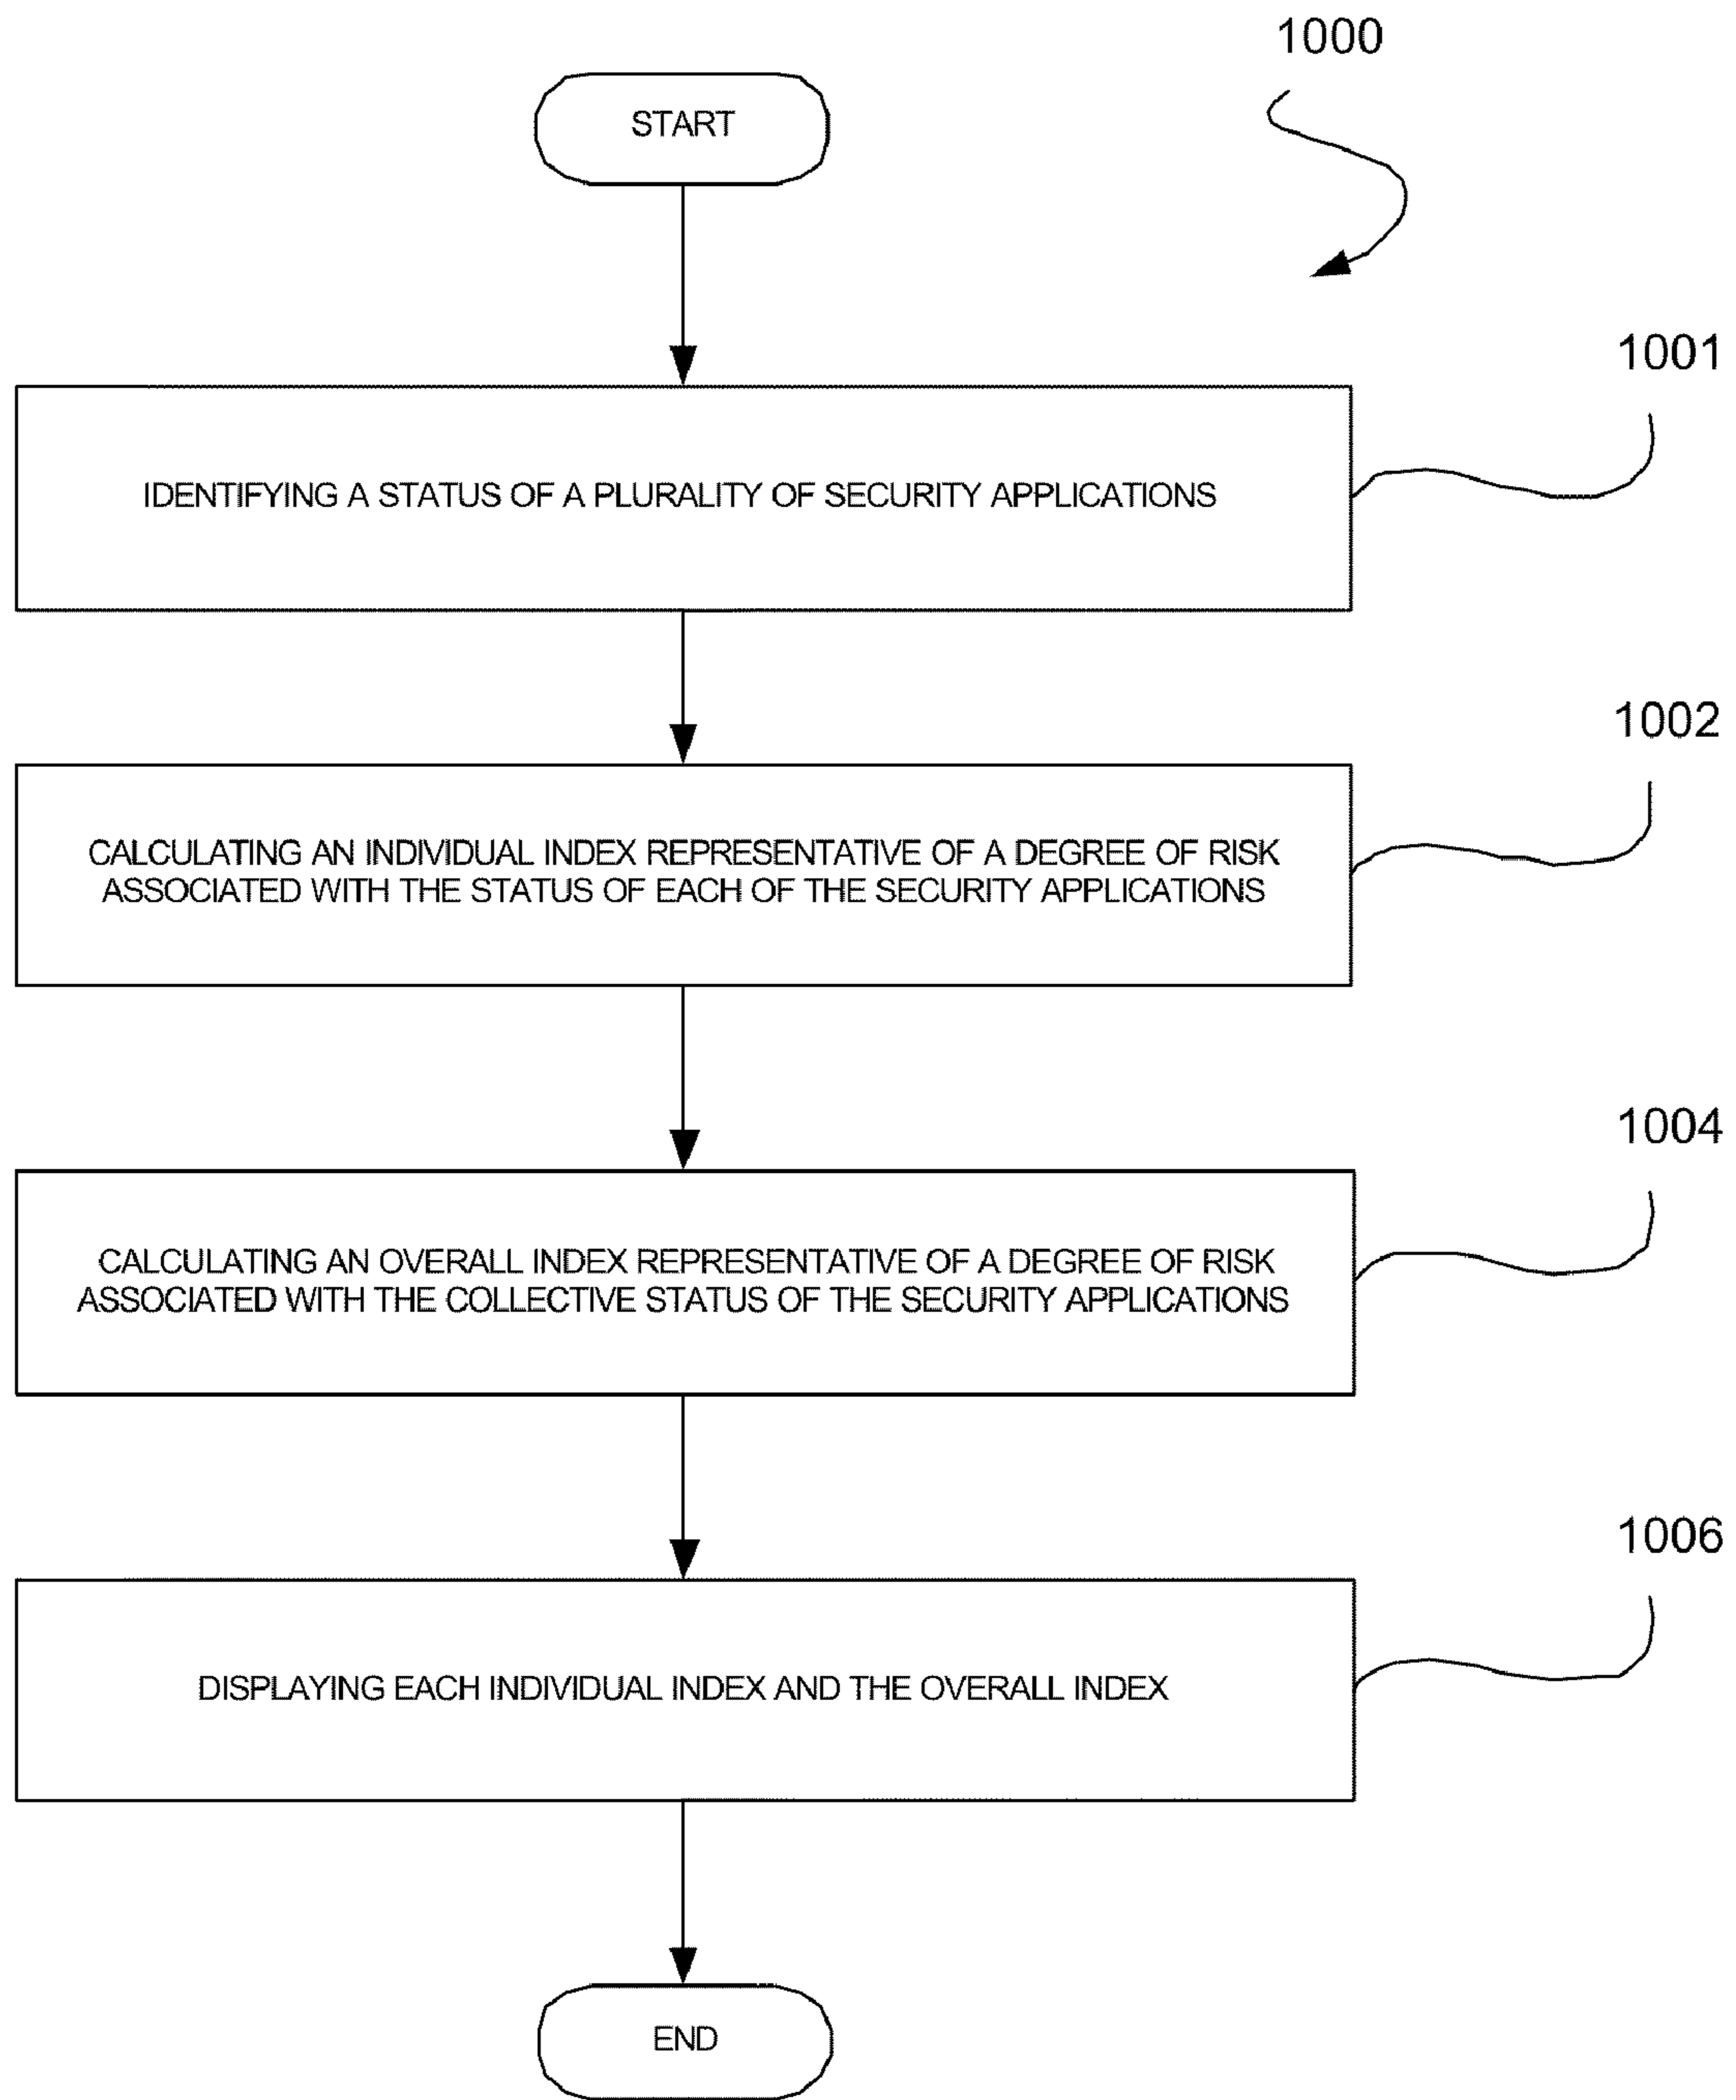 1000
START
1001
IDENTIFYING A STATUS OF A PLURALITY OF SECURITY APPLICATIONS
1002
CALCULATING AN INDIVIDUAL INDEX REPRESENTATIVE OF A DEGREE OF RISK
ASSOCIATED WITH THE STATUS OF EACH OF THE SECURITY APPLICATIONS
1004
CALCULATING AN OVERALL INDEX REPRESENTATIVE OF A DEGREE OF RISK
ASSOCIATED WITH THE COLLECTIVE STATUS OF THE SECURITY APPLICATIONS
1006
DISPLAYING EACH INDIVIDUAL INDEX AND THE OVERALL INDEX
END